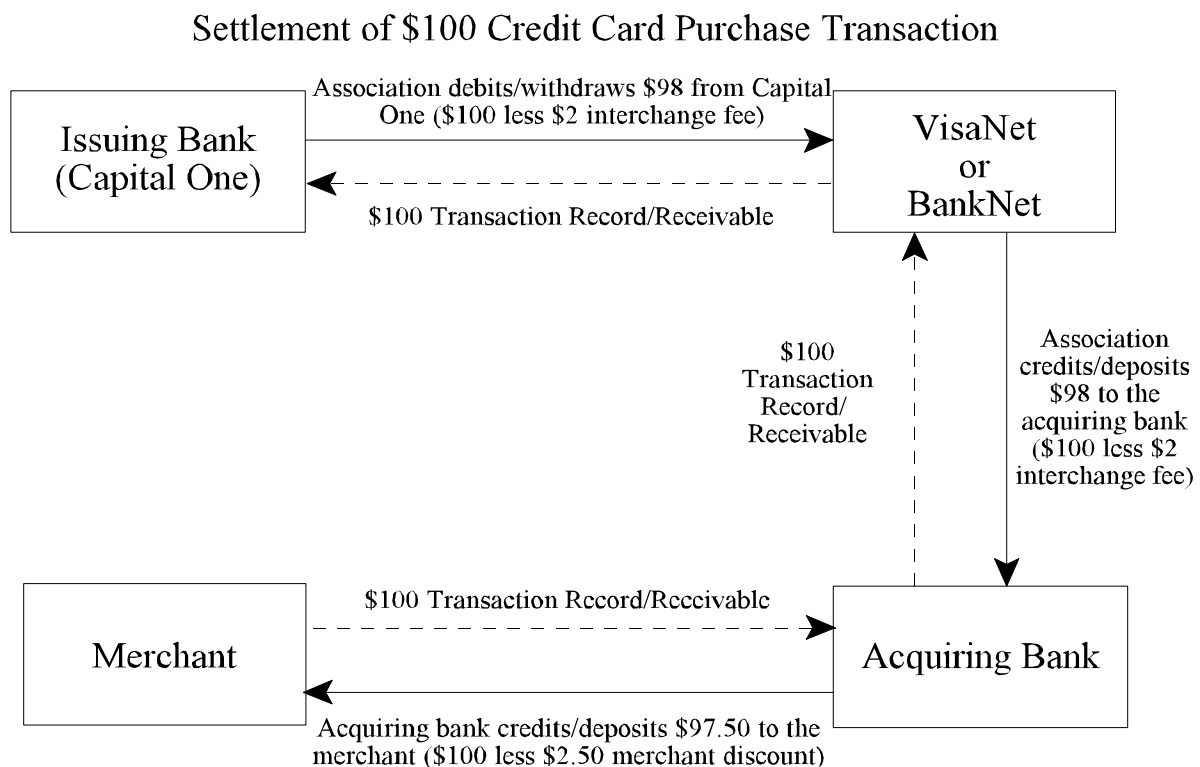 Settlement of $100 Credit Card Purchase Transaction
Association debits/withdraws $98 from Capital
One ($100 less $2 interchange fee)
Issuing Bank
(Capital One)
VisaNet
or
BankNet
$100 Transaction Record/Receivable
$100
Transaction
Record/
Receivable
Association
credits/deposits
$98 to the
acquiring bank
($100 less $2
interchange fee)
$100 Transaction Record/Receivable
Merchant
Acquiring Bank
Acquiring bank credits/deposits $97.50 to the
merchant ($100 less $2.50 merchant discount)